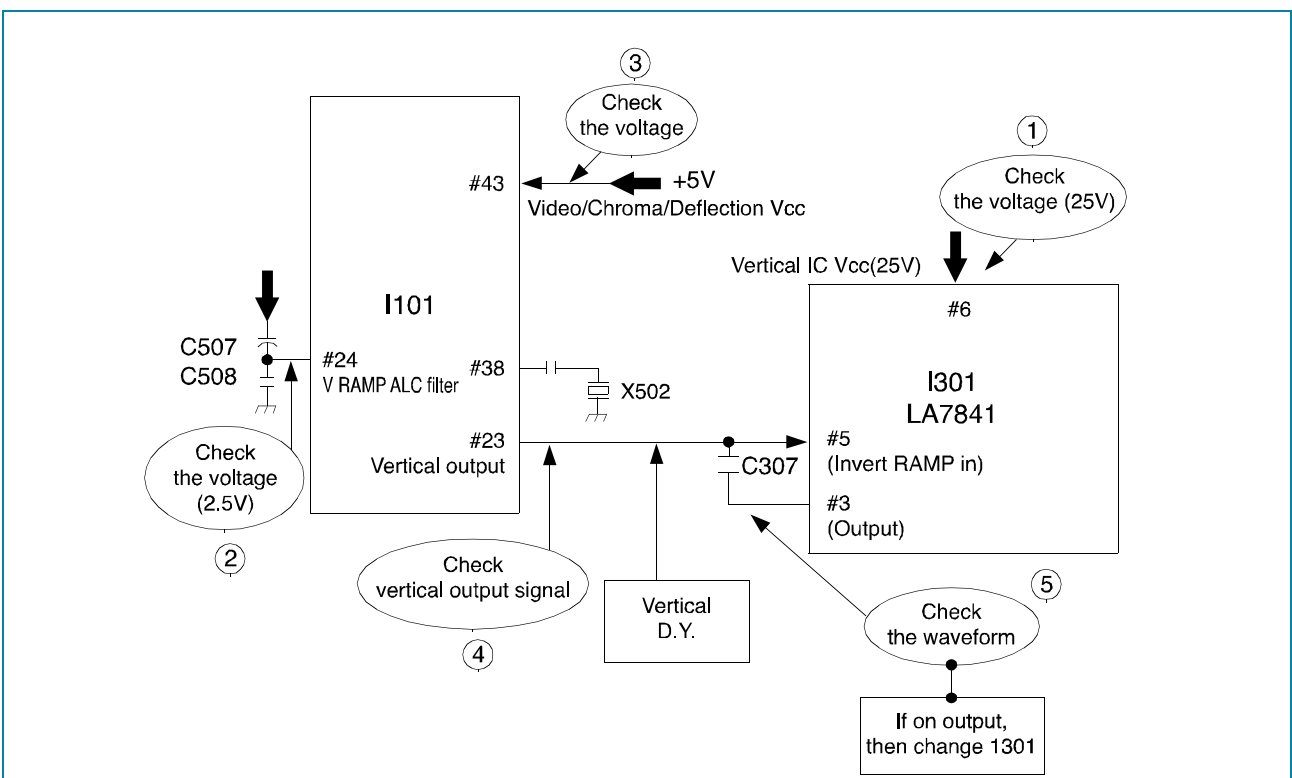 3
Check
the voltage
1
Check
the voltage (25V)
#43
+5V
Video/Chroma/Deflection Vcc
Vertical IC Vcc(25V)
#6
I101
C507
C508
#24
V RAMP ALC filter
#38
X502
I301
LA7841
#23
Vertical output
C307
#5
(Invert RAMP in)
#3
(Output)
Check
the voltage
(2.5V)
2
Check
vertical output signal
4
Vertical
D.Y.
5
Check
the waveform
If on output,
then change 1301